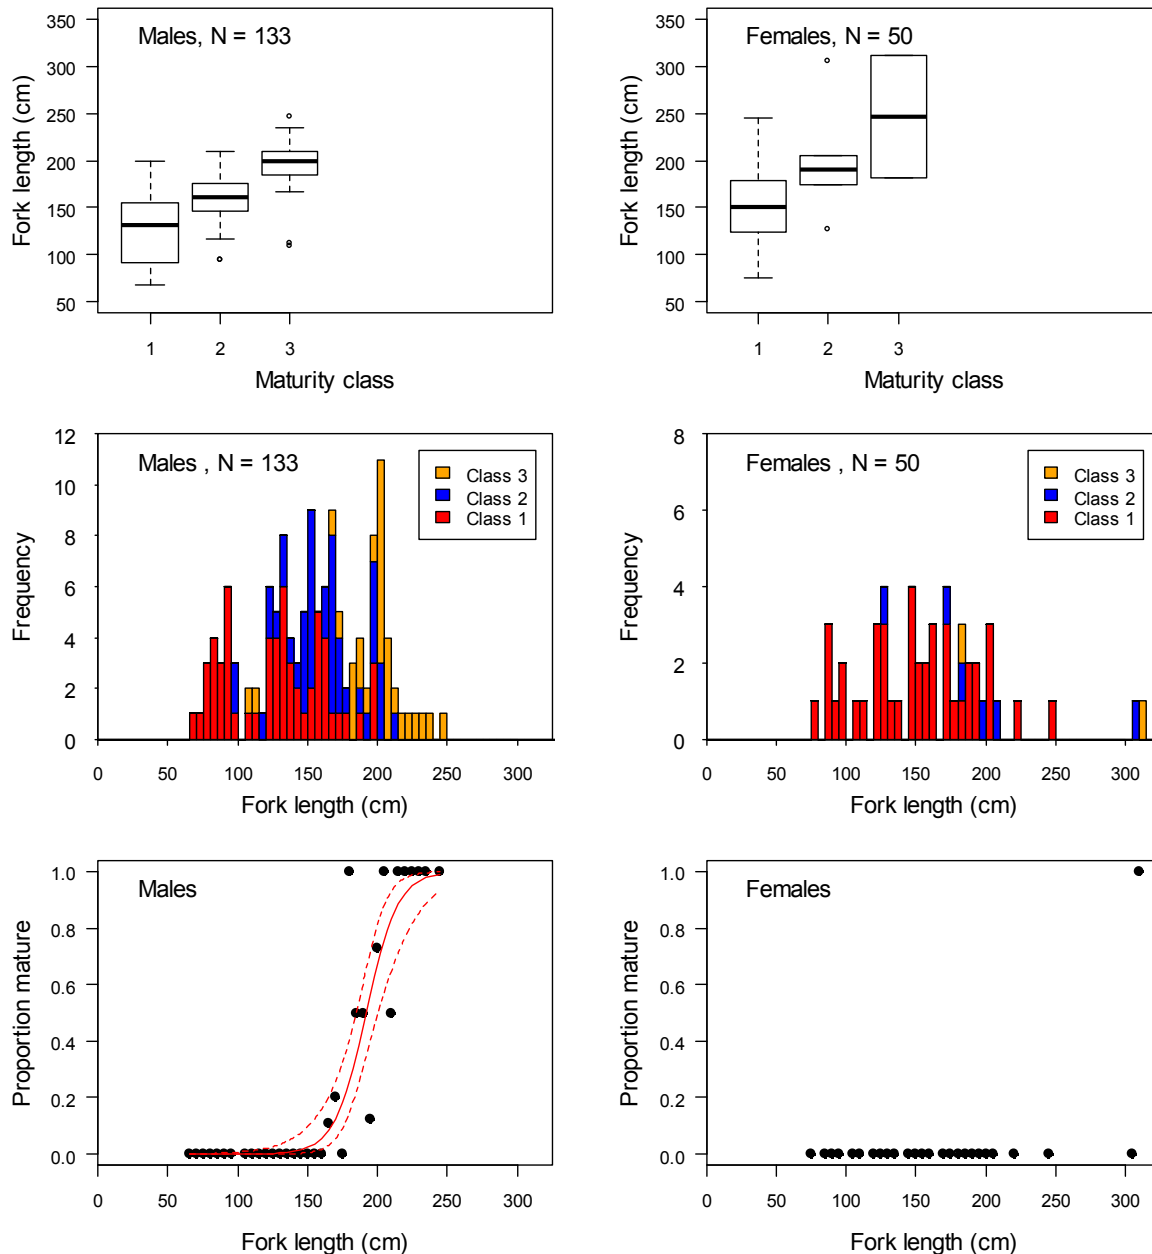 Males, N = 133
350
300
250
200
150
100
50
Fork length (cm)
1 2 3
Maturity class
Females, N = 50
350
300
250
200
150
100
50
Fork length (cm)
1 2 3
Maturity class
Males , N = 133
Class 3
Class 2
Class 1
12
10
8
6
4
2
0
Frequency
0 50 100 150 200 250 300
Fork length (cm)
Females , N = 50
Class 3
Class 2
Class 1
8
6
4
2
0
Frequency
0 50 100 150 200 250 300
Fork length (cm)
Males
1.0
0.8
0.6
0.4
0.2
0.0
Proportion mature
0 50 100 150 200 250 300
Fork length (cm)
Females
1.0
0.8
0.6
0.4
0.2
0.0
Proportion mature
0 50 100 150 200 250 300
Fork length (cm)